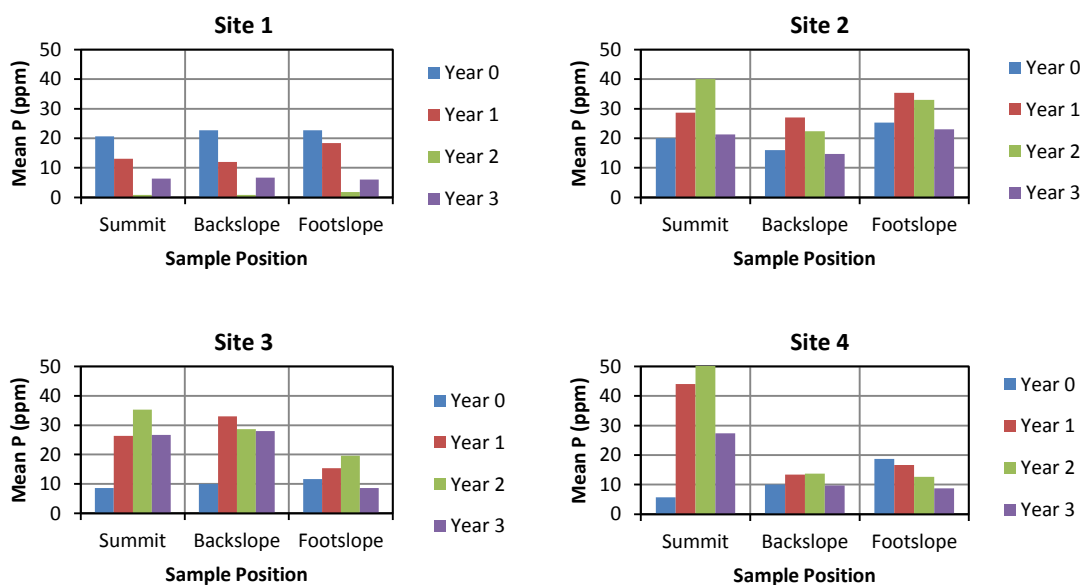 Site 1
Mean P (ppm)
50
40
30
20
10
0
Summit Backslope Footslope
Sample Position
Year 0
Year 1
Year 2
Year 3
Site 2
Mean P (ppm)
50
40
30
20
10
0
Summit Backslope Footslope
Sample Position
Year 0
Year 1
Year 2
Year 3
Site 3
Mean P (ppm)
50
40
30
20
10
0
Summit Backslope Footslope
Sample Position
Year 0
Year 1
Year 2
Year 3
Site 4
Mean P (ppm)
50
40
30
20
10
0
Summit Backslope Footslope
Sample Position
Year 0
Year 1
Year 2
Year 3